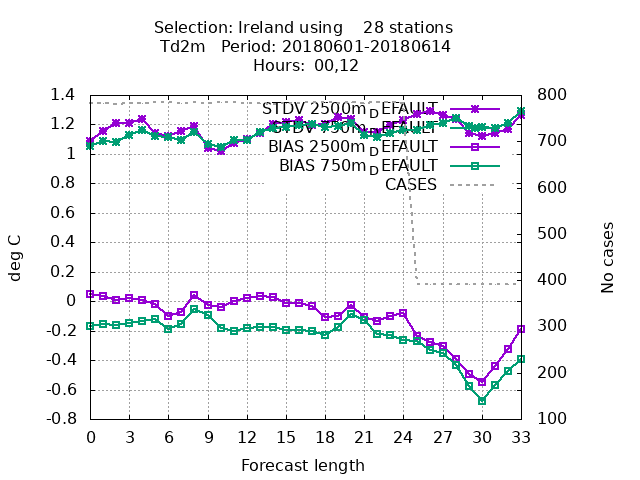 Selection: Ireland using    28 stations
Td2m   Period: 20180601-20180614
Hours:  00,12
STDV 2500m_DEFAULT
STDV 750m_DEFAULT
BIAS 2500m_DEFAULT
BIAS 750m_DEFAULT
CASES
1.4
1.2
1
0.8
0.6
0.4
0.2
0
-0.2
-0.4
-0.6
-0.8
800
700
600
500
400
300
200
100
deg C
No cases
0 3 6 9 12 15 18 21 24 27 30 33
Forecast length